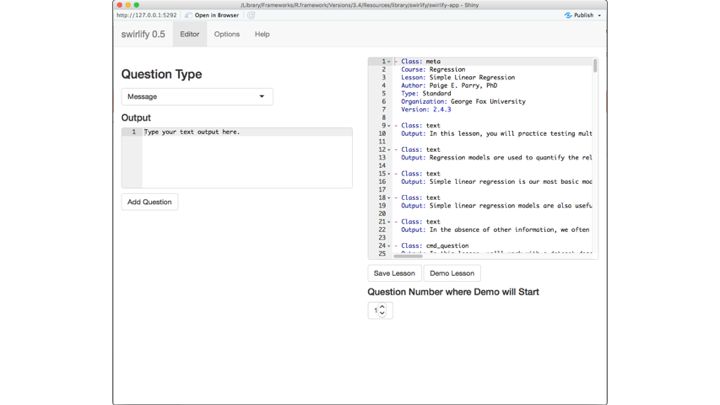 /Library/Frameworks/R.framework/Versions/3.4/Resources/library/swirlify/swirlify-app - Shiny
http://127.0.0.1:5292 Open in Browser Publish
swirlify 0.5 Editor Options Help
Question Type
Message
Output
1 Type your text output here.
Add Question
1 - Class: meta
2 Course: Regression
3 Lesson: Simple Linear Regression
4 Author: Paige E. Parry, PhD
5 Type: Standard
6 Organization: George Fox University
7 Version: 2.4.3
8
9 - Class: text
10 Output: In this lesson, you will practice testing mult
11
12 - Class: text
13 Output: Regression models are used to quantify the rel
14
15 - Class: text
16 Output: Simple linear regression is our most basic mod
17
18 - Class: text
19 Output: Simple linear regression models are also usefu
20
21 - Class: text
22 Output: In the absence of other information, we often
23
24 - Class: cmd_question
25
Save Lesson Demo Lesson
Question Number where Demo will Start
1